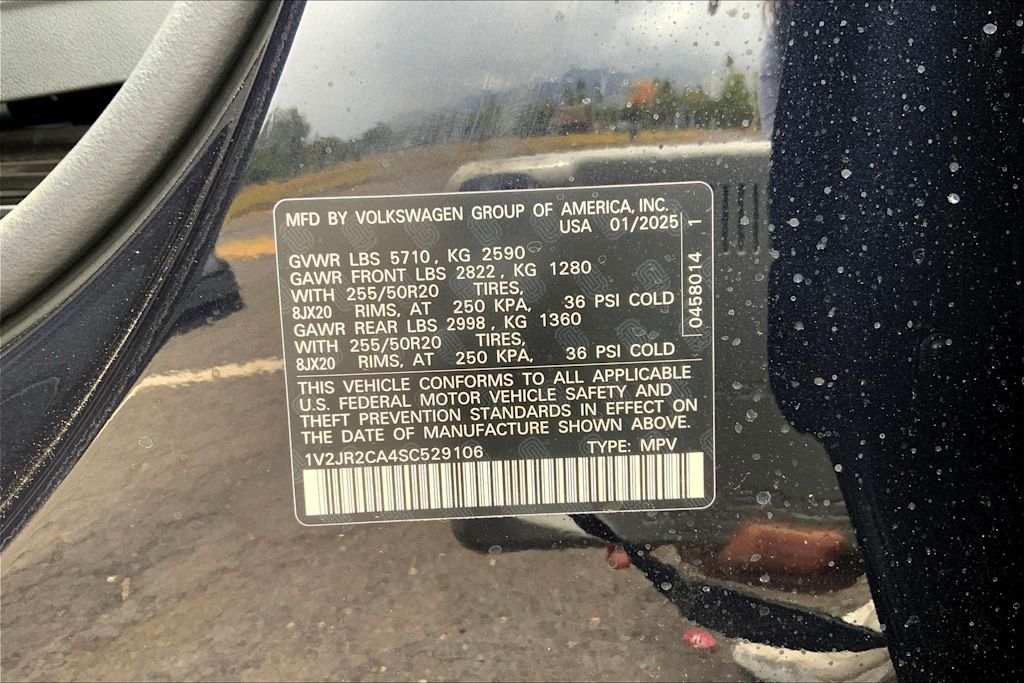 MFD BY VOLKSWAGEN GROUP OF AMERICA, INC.
USA 01/2025
GVWR LBS 5710, KG 2590
GAWR FRONT LBS 2822, KG 1280
WITH 255/50R20 TIRES,
8JX20 RIMS, AT 250 KPA, 36 PSI COLD
GAWR REAR LBS 2998, KG 1360
WITH 255/50R20 TIRES,
8JX20 RIMS, AT 250 KPA, 36 PSI COLD
0458014 1
THIS VEHICLE CONFORMS TO ALL APPLICABLE
U.S. FEDERAL MOTOR VEHICLE SAFETY AND
THEFT PREVENTION STANDARDS IN EFFECT ON
THE DATE OF MANUFACTURE SHOWN ABOVE.
1V2JR2CA4SC529106 TYPE: MPV